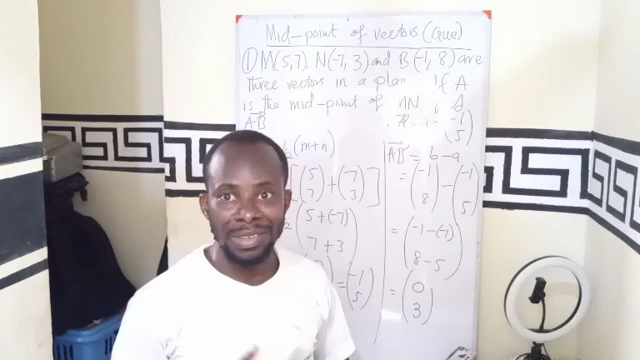 Mid-point of vectors (Que)
① M(5,7), N(-7, 3) and B(-1, 8) are
three vectors in a plan If A
is the mid-point of MN
AB
½(m+n)
[(5 7) + (-7 3)]
(5+(-7) 7+3)
= (-1 5)
∴ a = (-1 5)
AB = b-a
= (-1 8) - (-1 5)
= (-1-(-1) 8-5)
= (0 3)